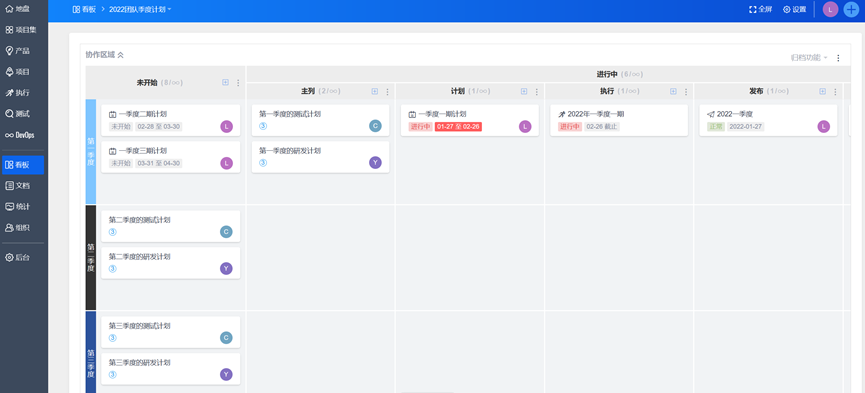 地盘
项目集
产品
项目
执行
测试
DevOps
看板
文档
统计
组织
后台
看板 > 2022团队季度计划
全屏
设置
L
协作区域
归档功能
未开始 (8/∞)
进行中 (6/∞)
主列 (2/∞)
计划 (1/∞)
执行 (1/∞)
发布 (1/∞)
第一季度
一季度二期计划
未开始 02-28 至 03-30 L
一季度三期计划
未开始 03-31 至 04-30 L
第一季度的测试计划
3 C
第一季度的研发计划
3 Y
一季度一期计划
进行中 01-27 至 02-26 L
2022年一季度一期
进行中 02-26 截止
2022一季度
正常 2022-01-27 L
第二季度
第二季度的测试计划
3 C
第二季度的研发计划
3 Y
第三季度
第三季度的测试计划
3 C
第三季度的研发计划
3 Y